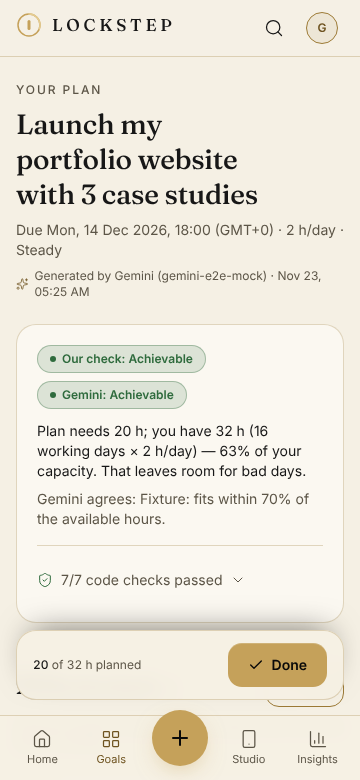 LOCKSTEP
G
YOUR PLAN
Launch my
portfolio website
with 3 case studies
Due Mon, 14 Dec 2026, 18:00 (GMT+0) · 2 h/day ·
Steady
Generated by Gemini (gemini-e2e-mock) · Nov 23,
05:25 AM
Our check: Achievable
Gemini: Achievable
Plan needs 20 h; you have 32 h (16
working days × 2 h/day) — 63% of your
capacity. That leaves room for bad days.
Gemini agrees: Fixture: fits within 70% of
the available hours.
7/7 code checks passed
20 of 32 h planned
Done
Home
Goals
Studio
Insights